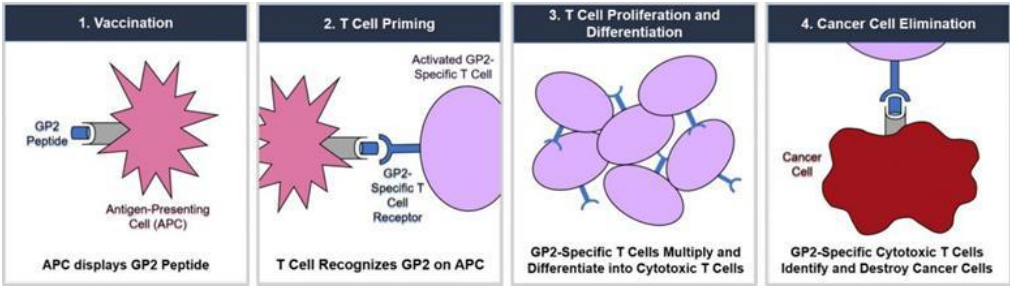 1. Vaccination
GP2
Peptide
Antigen-Presenting
Cell (APC)
APC displays GP2 Peptide
2. T Cell Priming
Activated GP2-
Specific T Cell
GP2-
Specific T
Cell
Receptor
T Cell Recognizes GP2 on APC
3. T Cell Proliferation and
Differentiation
GP2-Specific T Cells Multiply and
Differentiate into Cytotoxic T Cells
4. Cancer Cell Elimination
Cancer
Cell
GP2-Specific Cytotoxic T Cells
Identify and Destroy Cancer Cells